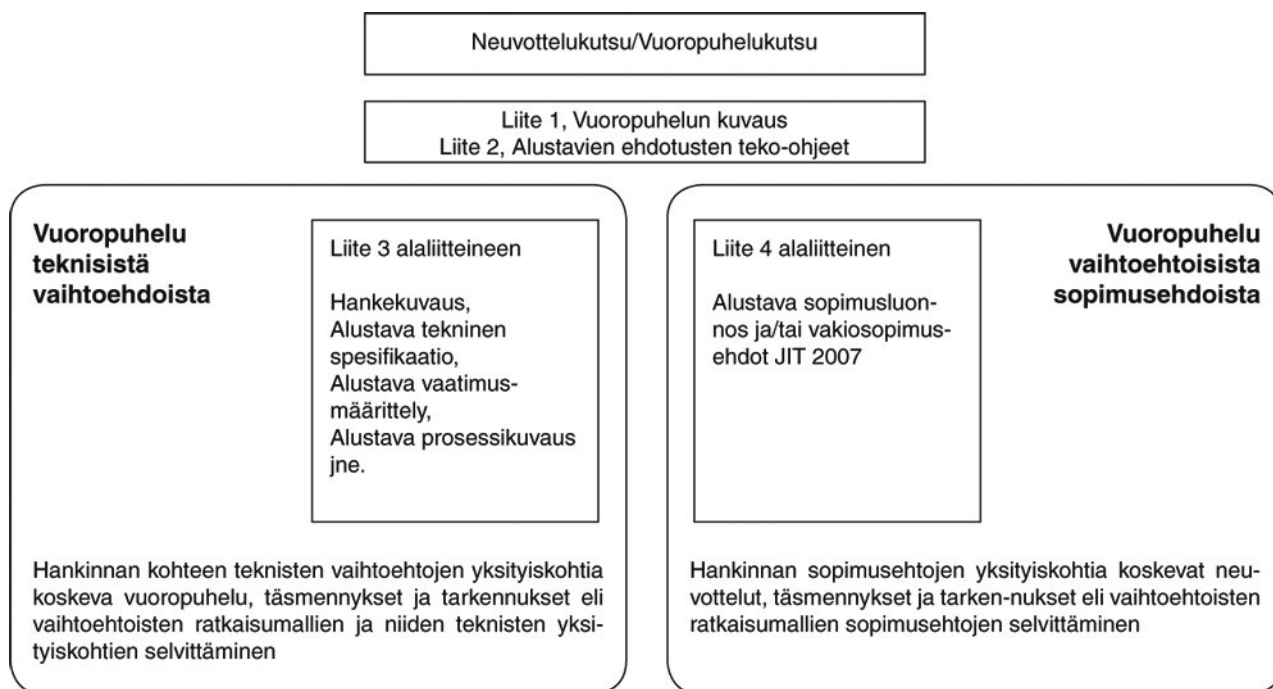 Neuvottelukutsu/Vuoropuhelukutsu
Liite 1, Vuoropuhelun kuvaus
Liite 2, Alustavien ehdotusten teko-ohjeet
Vuoropuhelu
teknisistä
vaihtoehdoista
Liite 3 alaliitteineen
Hankekuvaus,
Alustava tekninen
spesifikaatio,
Alustava vaatimus-
määrittely,
Alustava prosessikuvaus
jne.
Hankinnan kohteen teknisten vaihtoehtojen yksityiskohtia
koskeva vuoropuhelu, täsmennykset ja tarkennukset eli
vaihtoehtoisten ratkaisumallien ja niiden teknisten yksi-
tyiskohtien selvittäminen
Liite 4 alaliitteinen
Alustava sopimusluon-
nos ja/tai vakiosopimus-
ehdot JIT 2007
Vuoropuhelu
vaihtoehtoisista
sopimusehdoista
Hankinnan sopimusehtojen yksityiskohtia koskevat neu-
vottelut, täsmennykset ja tarken-nukset eli vaihtoehtoisten
ratkaisumallien sopimusehtojen selvittäminen